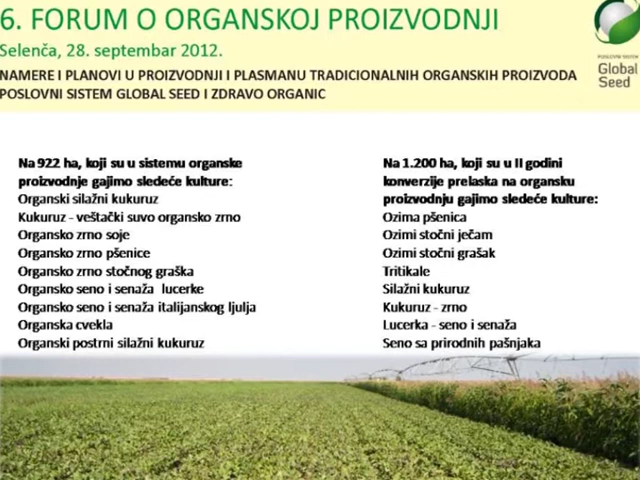 6. FORUM O ORGANSKOJ PROIZVODNJI
Selenča, 28. septembar 2012.
NAMERE I PLANOVI U PROIZVODNJI I PLASMANU TRADICIONALNIH ORGANSKIH PROIZVODA
POSLOVNI SISTEM GLOBAL SEED I ZDRAVO ORGANIC
POSLOVNI SISTEM
Global
Seed
Na 922 ha, koji su u sistemu organske
proizvodnje gajimo sledeće kulture:
Organski silažni kukuruz
Kukuruz - veštački suvo organsko zrno
Organsko zrno soje
Organsko zrno pšenice
Organsko zrno stočnog graška
Organsko seno i senaža lucerke
Organsko seno i senaža italijanskog ljulja
Organska cvekla
Organski postrni silažni kukuruz
Na 1.200 ha, koji su u II godini
konverzije prelaska na organsku
proizvodnju gajimo sledeće kulture:
Ozima pšenica
Ozimi stočni ječam
Ozimi stočni grašak
Tritikale
Silažni kukuruz
Kukuruz - zrno
Lucerka - seno i senaža
Seno sa prirodnih pašnjaka